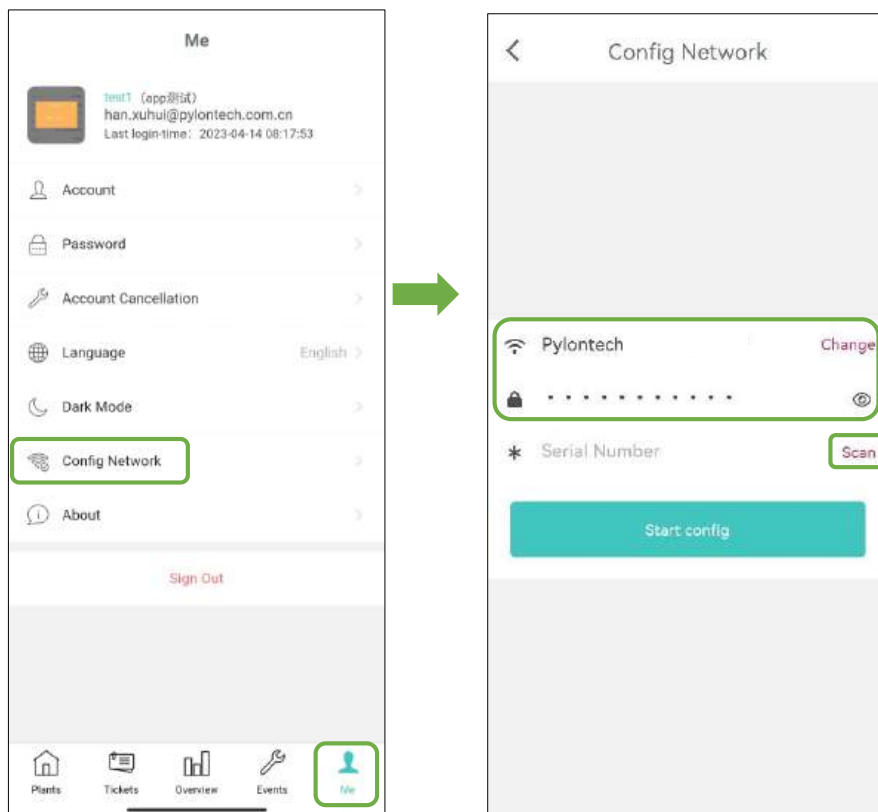 Me
test1 （app测试）
han.xuhui@pylontech.com.cn
Last login-time: 2023-04-14 08:17:53
Account
Password
Account Cancellation
Language English
Dark Mode
Config Network
About
Sign Out
Plants Tickets Overview Events Me
Config Network
Pylontech Change
Serial Number Scan
Start config